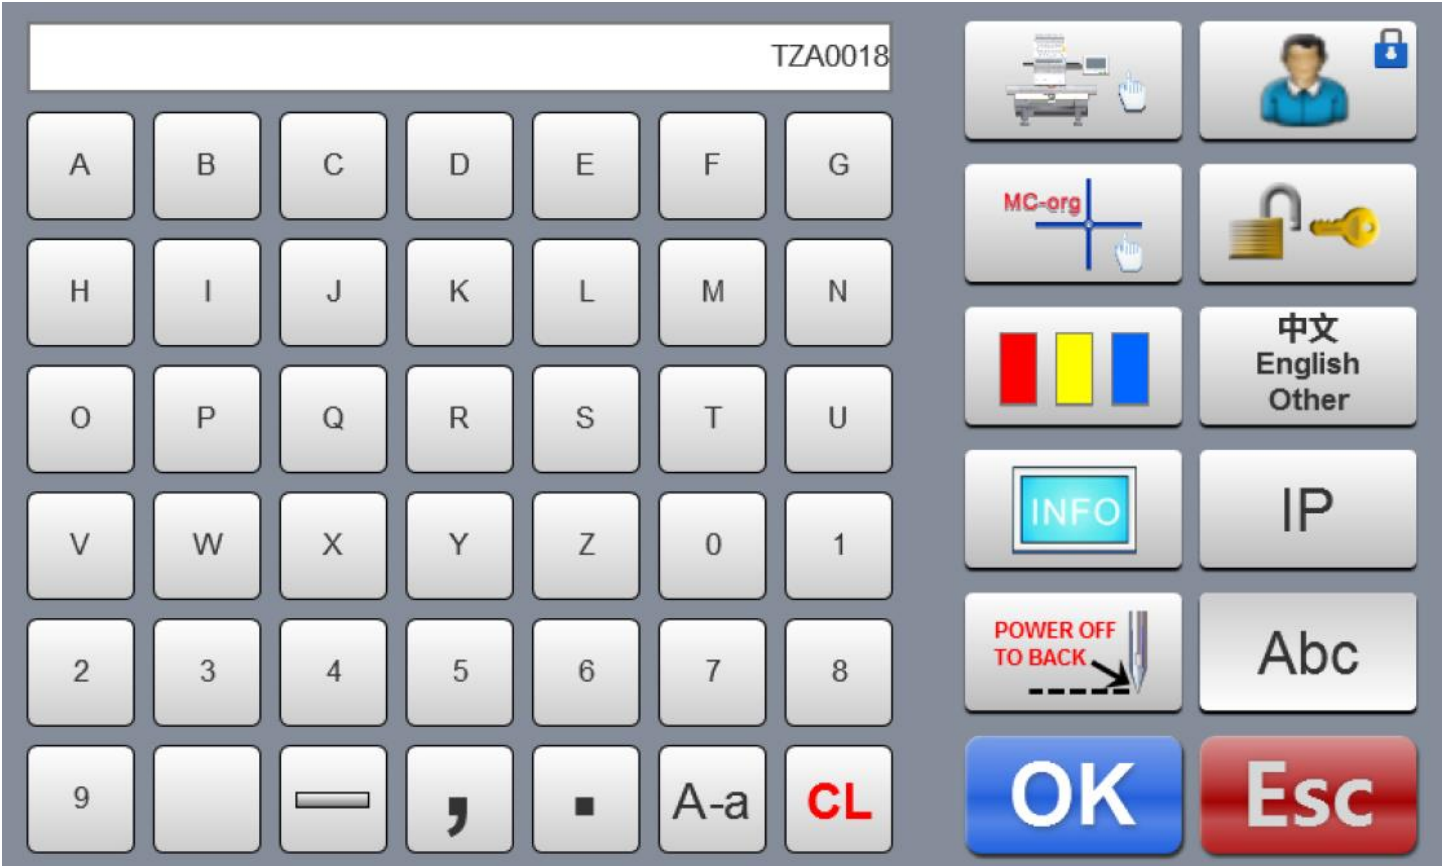 TZA0018
A B C D E F G
H I J K L M N
O P Q R S T U
V W X Y Z 0 1
2 3 4 5 6 7 8
9 , . A-a CL
MC-org
中文
English
Other
INFO
IP
POWER OFF
TO BACK
Abc
OK
Esc